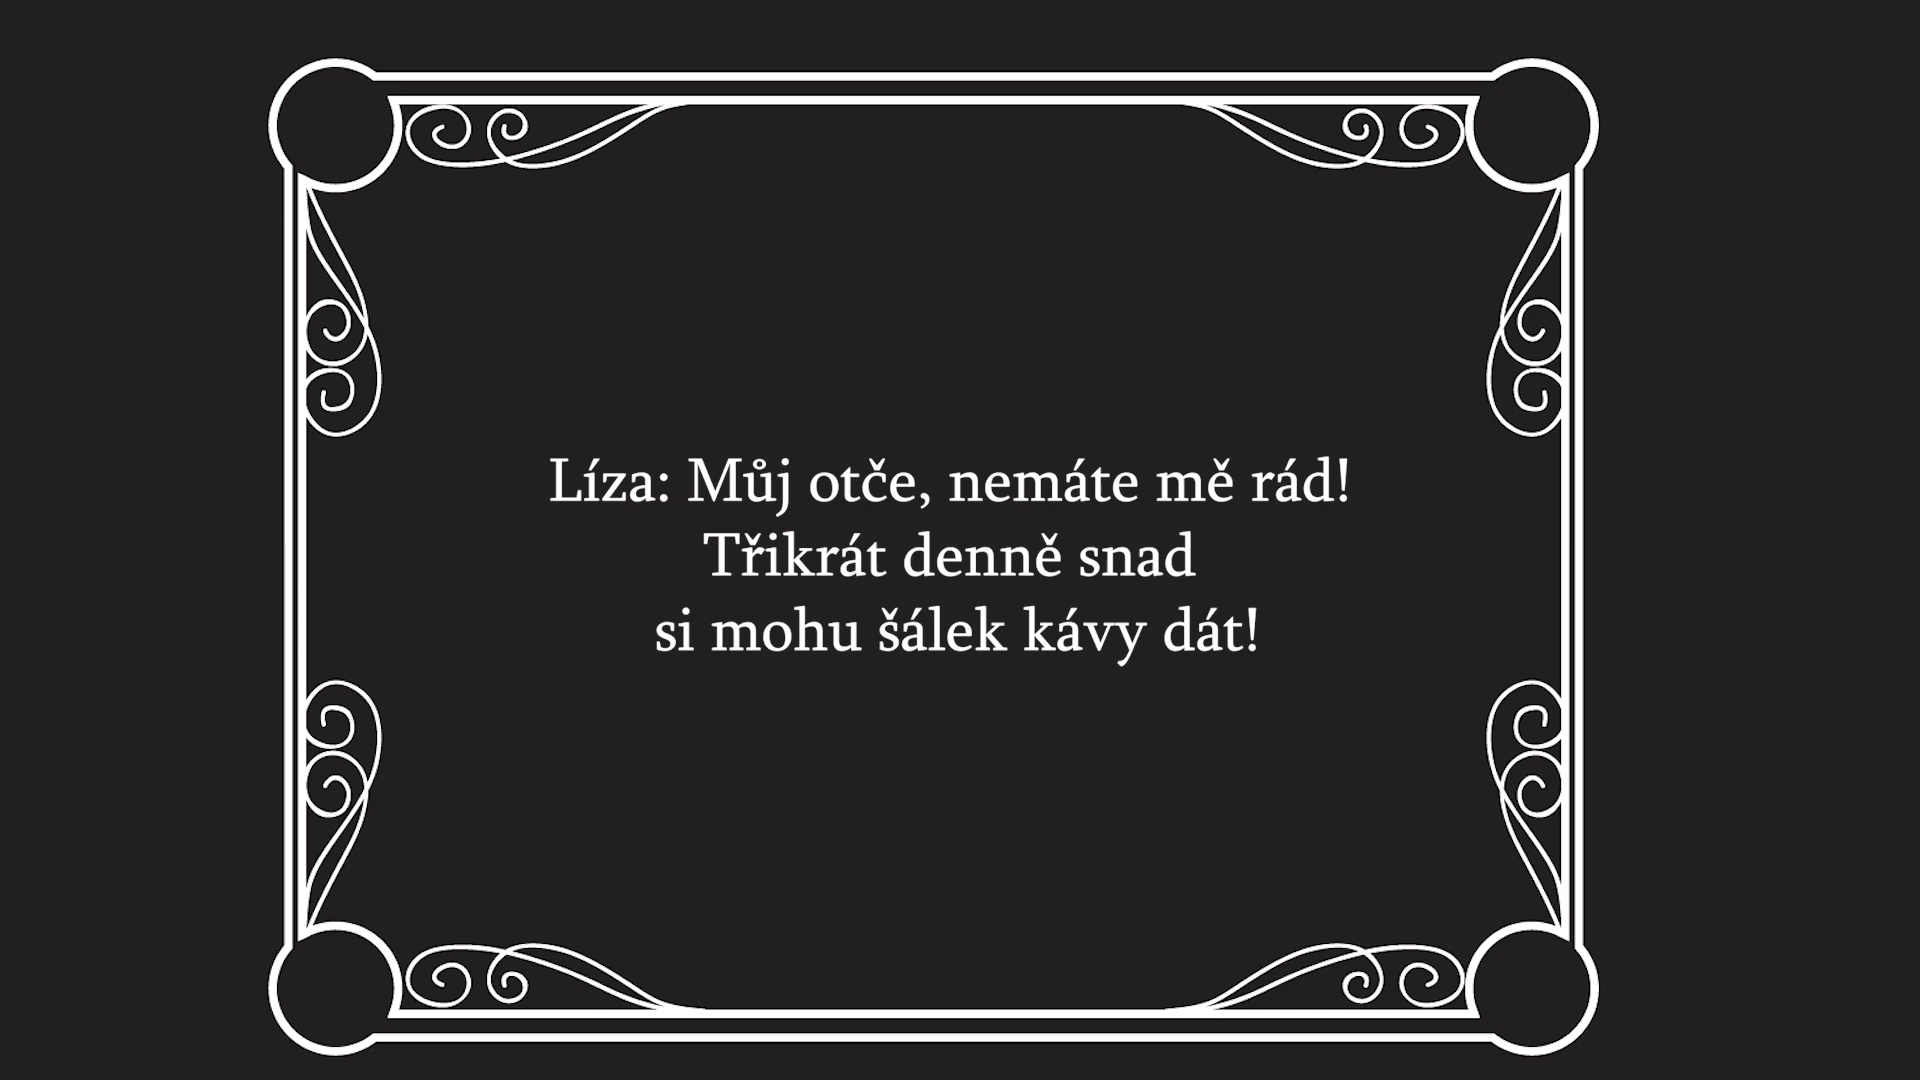 Líza: Můj otče, nemáte mě rád!
Třikrát denně snad
si mohu šálek kávy dát!